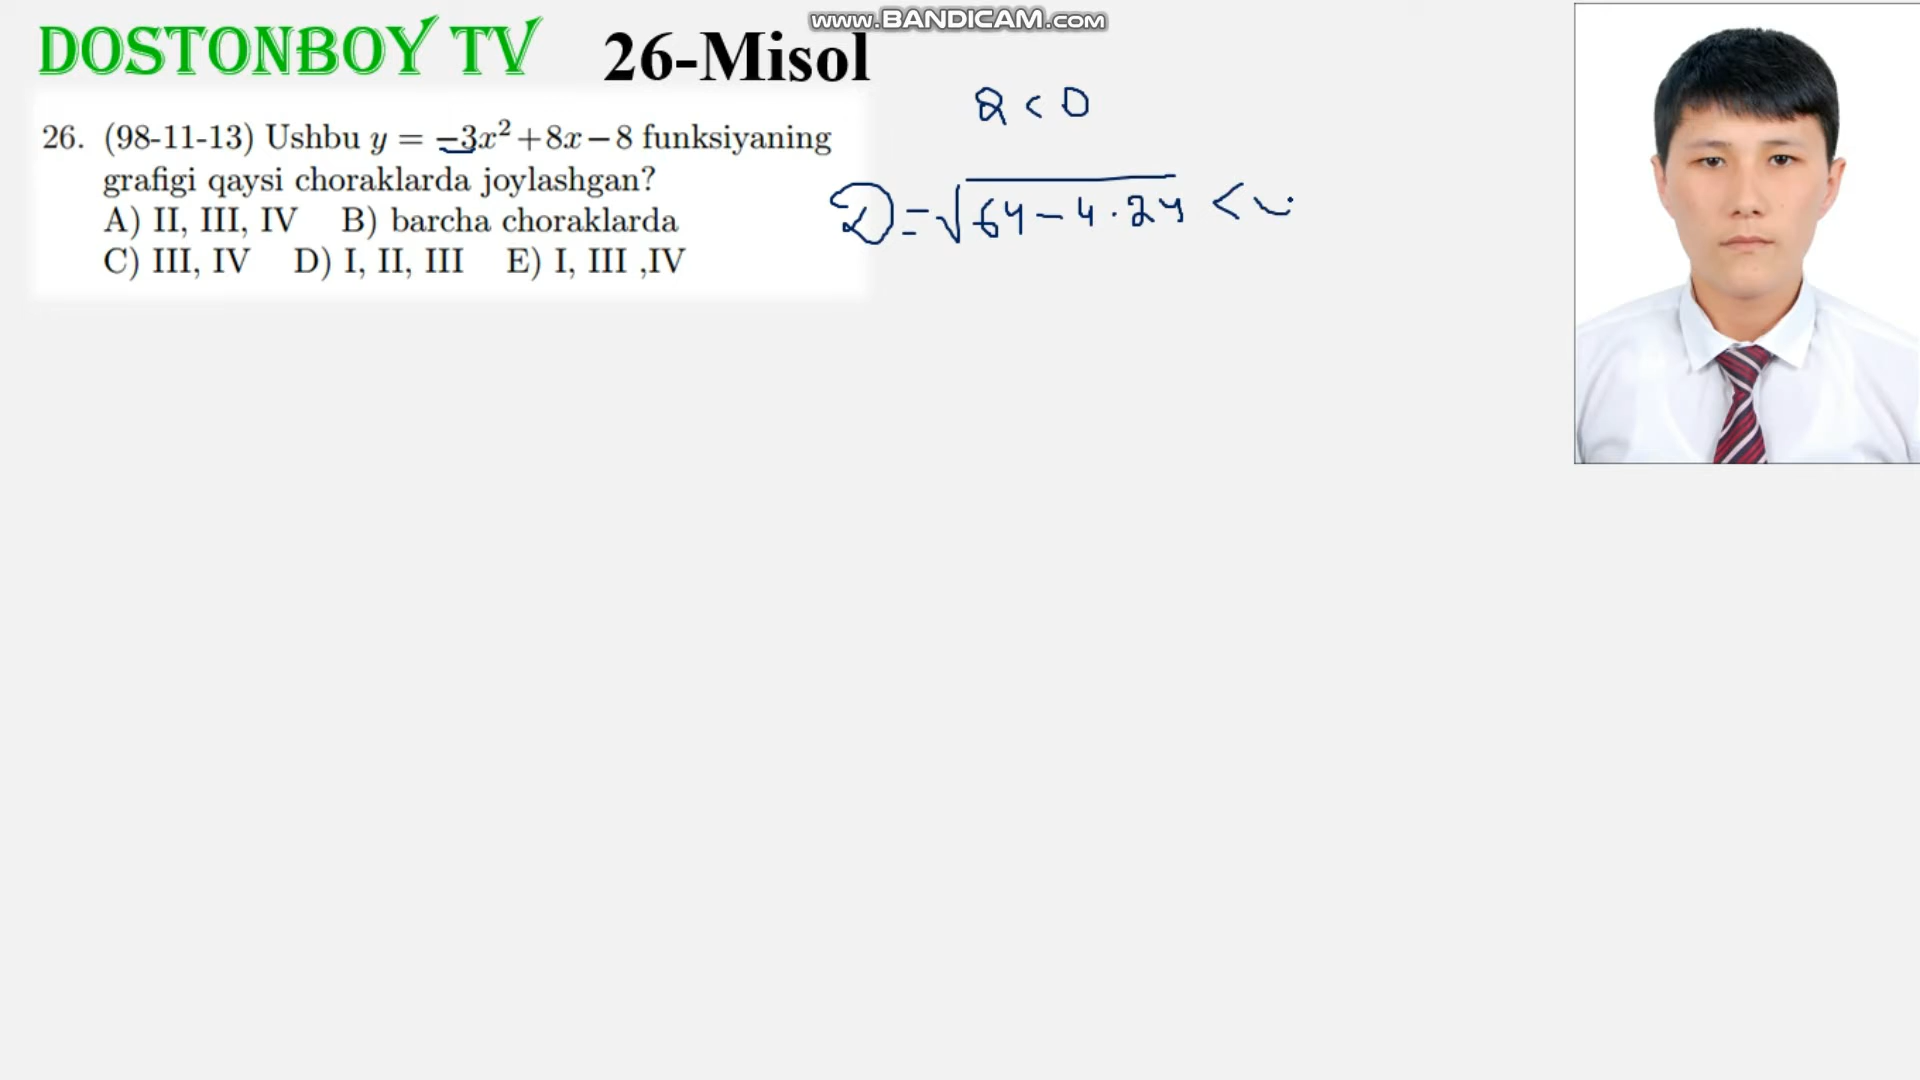 www.BANDICAM.com
DOSTONBOY TV
26-Misol
26. (98-11-13) Ushbu y = −3x² + 8x − 8 funksiyaning
grafigi qaysi choraklarda joylashgan?
A) II, III, IV B) barcha choraklarda
C) III, IV D) I, II, III E) I, III ,IV
a < 0
D = √64 − 4 · 24 <